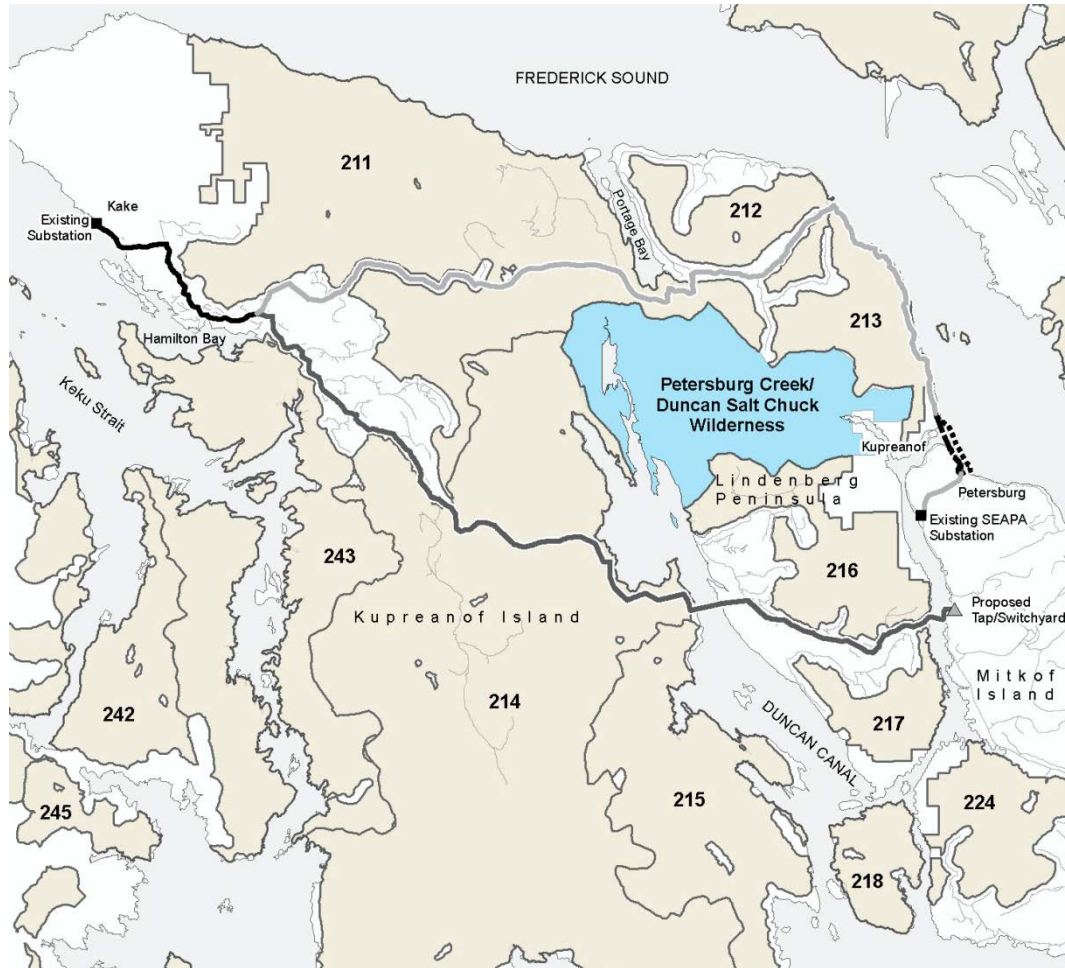 FREDERICK SOUND
211
212
Portage Bay
Kake
Existing
Substation
213
Hamilton Bay
Keku Strait
Petersburg Creek/
Duncan Salt Chuck
Wilderness
Kupreanof
Lindenberg
Peninsula
Petersburg
Existing SEAPA
Substation
243
216
Proposed
Tap/Switchyard
Kupreanof Island
Mitkof
Island
214
217
242
DUNCAN CANAL
215
245
224
218